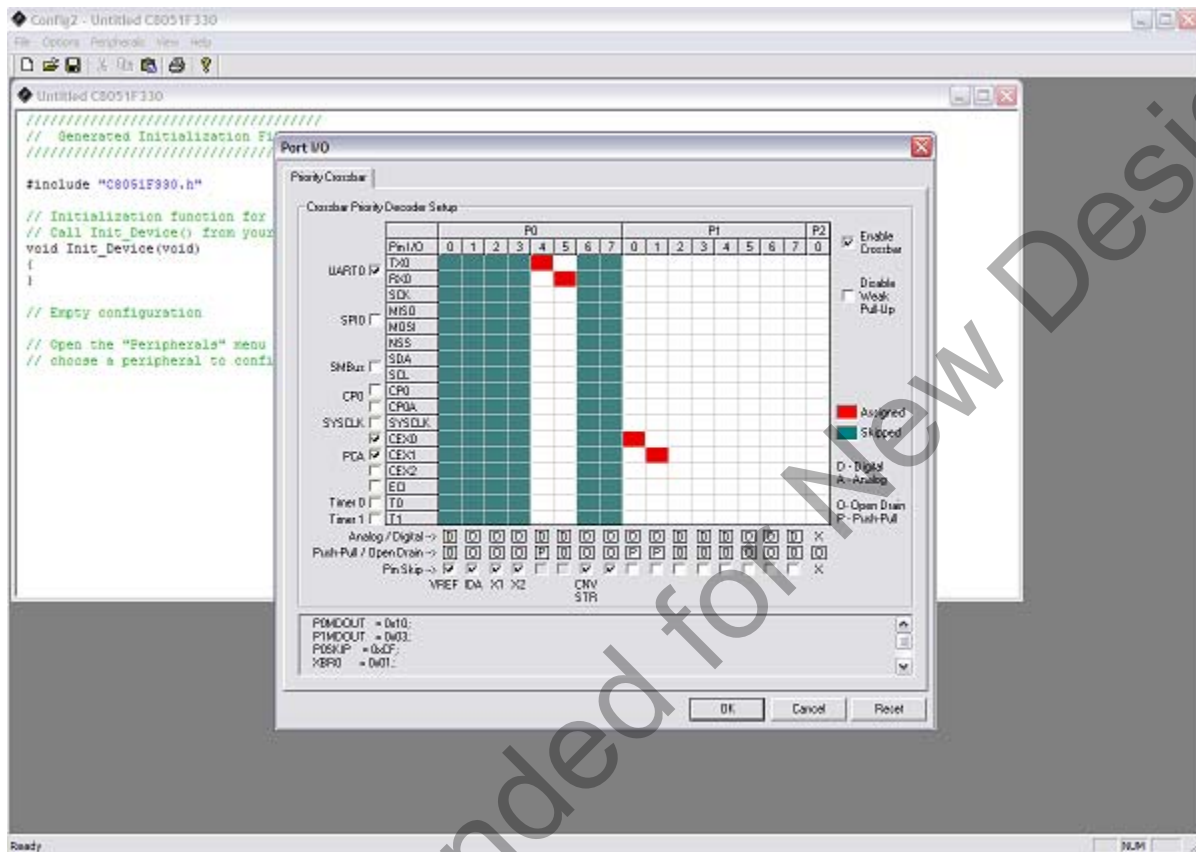 Config2 - Untitled C8051F330
File Options Peripherals View Help
Untitled C8051F330
/////////////////////////////////////
// Generated Initialization Fi
#include "C8051F330.h"
// Initialization function for
// Call Init_Device() from your
void Init_Device(void)
{
}
// Empty configuration
// Open the "Peripherals" menu
// choose a peripheral to confi
Port I/O
Priority Crossbar
Crossbar Priority Decoder Setup
P0 P1 P2
Pin I/O 0 1 2 3 4 5 6 7 0 1 2 3 4 5 6 7 0
UART0 TX0
RX0
SCK
SPI0 MISO
MOSI
NSS
SMBus SDA
SCL
CP0 CP0
CP0A
SYSCLK SYSCLK
CEX0
PCA CEX1
CEX2
ECI
Timer 0 T0
Timer 1 T1
Analog / Digital ->
Push-Pull / Open Drain ->
Pin Skip ->
VREF IDA X1 X2 CNV
STR
Enable
Crossbar
Disable
Weak
Pull-Up
Assigned
Skipped
D - Digital
A - Analog
O - Open Drain
P - Push-Pull
P0MDOUT = 0x10;
P1MDOUT = 0x03;
P0SKIP = 0xCF;
XBR0 = 0x01;
OK Cancel Reset
Ready NUM
nded for New Desi